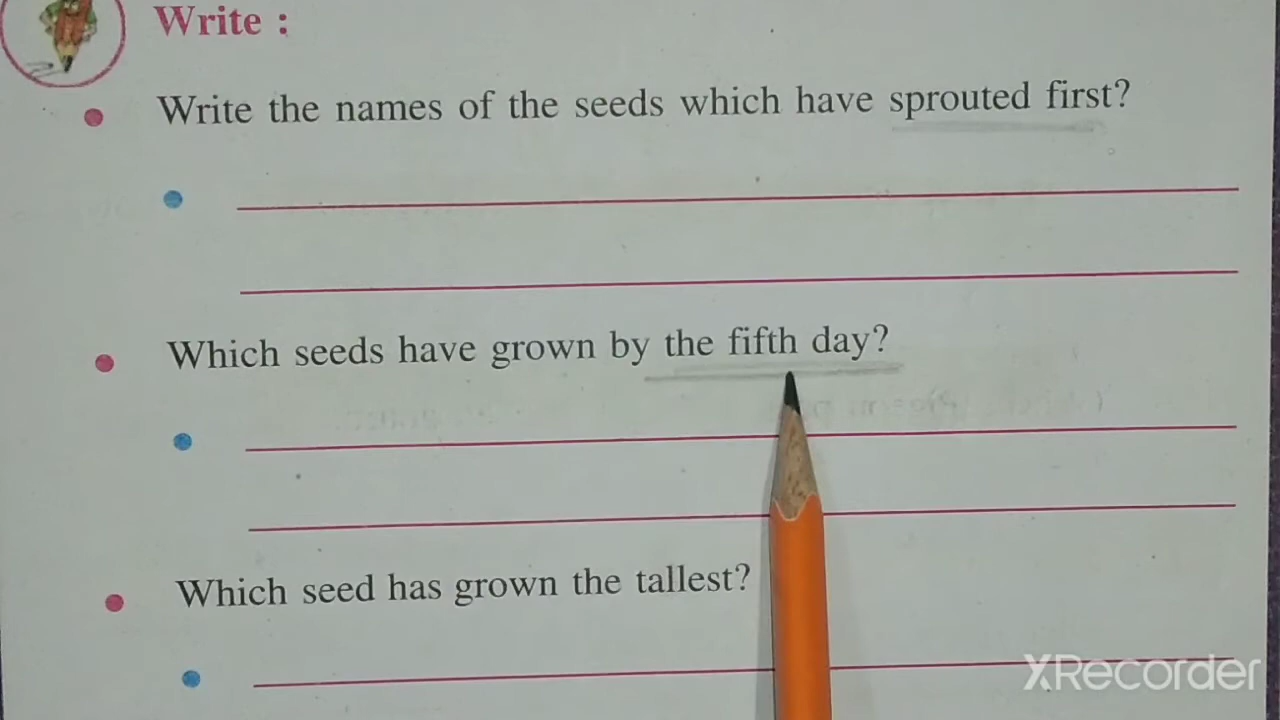 Write :
Write the names of the seeds which have sprouted first?
Which seeds have grown by the fifth day?
Which seed has grown the tallest?
XRecorder